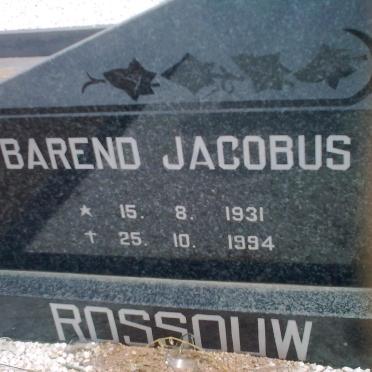 BAREND JACOBUS
* 15. 8. 1931
† 25. 10. 1994
ROSSOUW